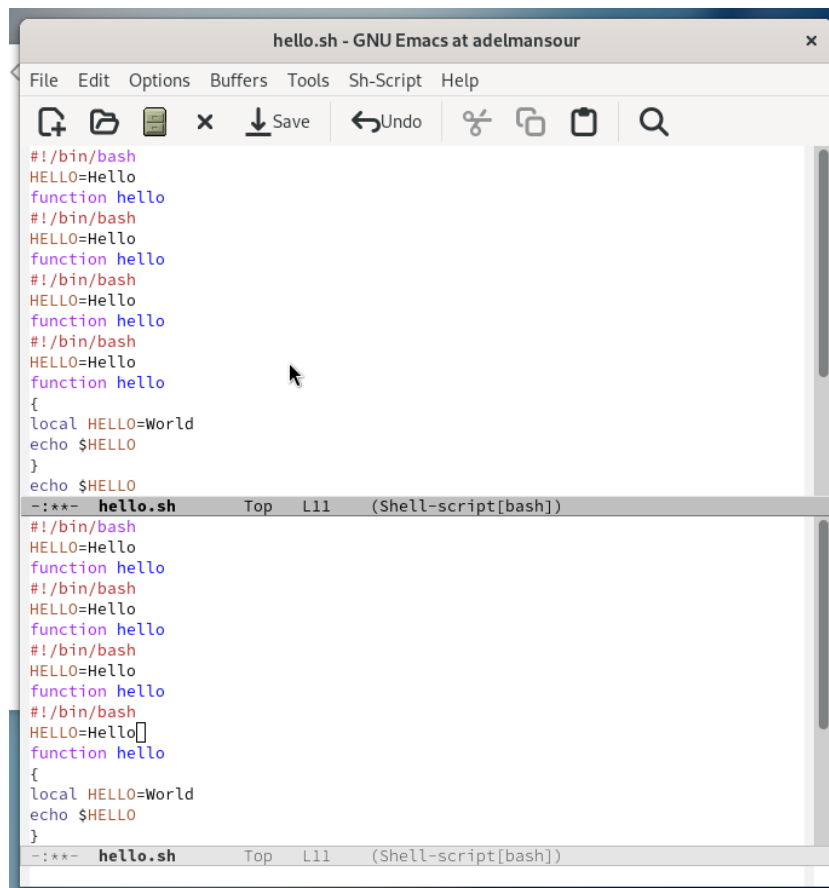 hello.sh - GNU Emacs at adelmansour
File Edit Options Buffers Tools Sh-Script Help
Save Undo
#!/bin/bash
HELLO=Hello
function hello
#!/bin/bash
HELLO=Hello
function hello
#!/bin/bash
HELLO=Hello
function hello
#!/bin/bash
HELLO=Hello
function hello
{
local HELLO=World
echo $HELLO
}
echo $HELLO
-:**- hello.sh Top L11 (Shell-script[bash])
#!/bin/bash
HELLO=Hello
function hello
#!/bin/bash
HELLO=Hello
function hello
#!/bin/bash
HELLO=Hello
function hello
#!/bin/bash
HELLO=Hello
function hello
{
local HELLO=World
echo $HELLO
}
-:**- hello.sh Top L11 (Shell-script[bash])